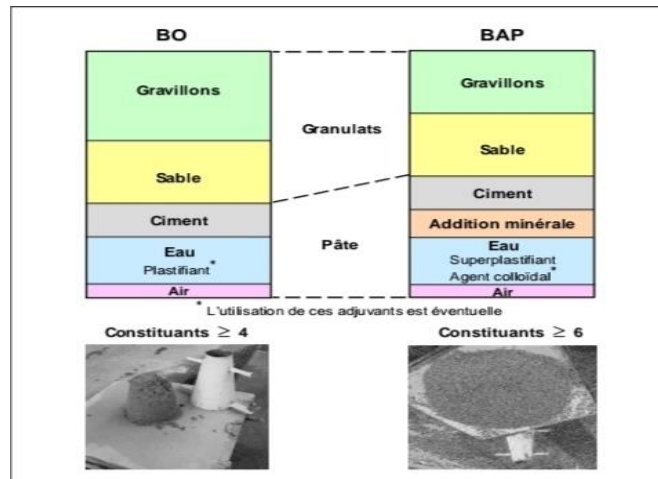 BO
BAP
Gravillons
Sable
Ciment
Eau
Plastifiant*
Air
Granulats
Pâte
Gravillons
Sable
Ciment
Addition minérale
Eau
Superplastifiant
Agent colloïdal*
Air
* L'utilisation de ces adjuvants est éventuelle
Constituants ≥ 4
Constituants ≥ 6